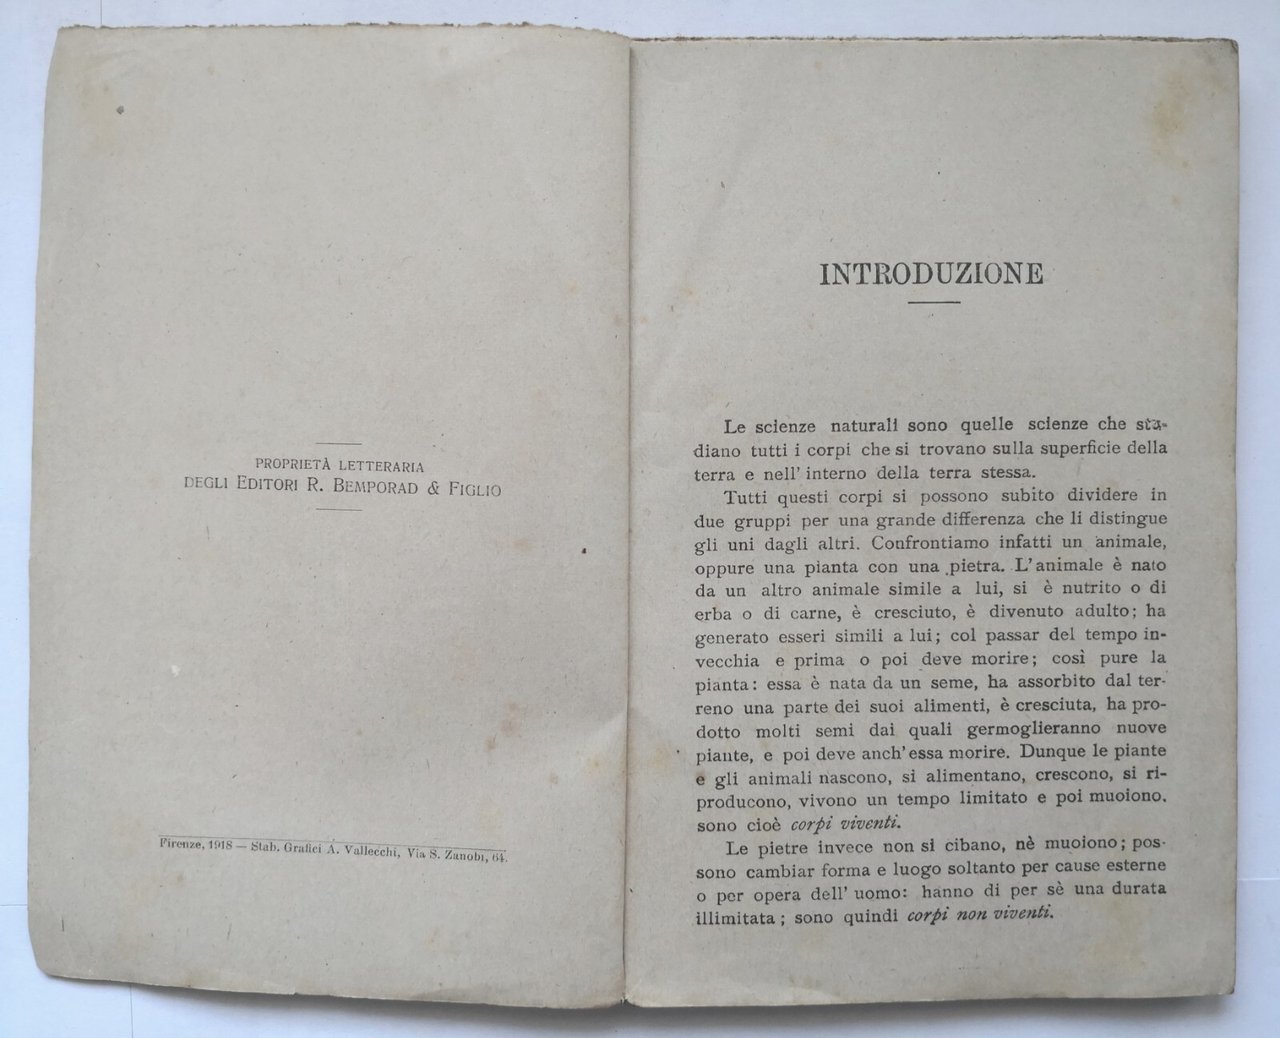 PROPRIETÀ LETTERARIA
DEGLI EDITORI R. BEMPORAD & FIGLIO
Firenze, 1918 — Stab. Grafici A. Vallecchi, Via S. Zanobi, 64.
INTRODUZIONE
Le scienze naturali sono quelle scienze che stu-
diano tutti i corpi che si trovano sulla superficie della
terra e nell' interno della terra stessa.
Tutti questi corpi si possono subito dividere in
due gruppi per una grande differenza che li distingue
gli uni dagli altri. Confrontiamo infatti un animale,
oppure una pianta con una pietra. L'animale è nato
da un altro animale simile a lui, si è nutrito o di
erba o di carne, è cresciuto, è divenuto adulto; ha
generato esseri simili a lui; col passar del tempo in-
vecchia e prima o poi deve morire; così pure la
pianta: essa è nata da un seme, ha assorbito dal ter-
reno una parte dei suoi alimenti, è cresciuta, ha pro-
dotto molti semi dai quali germoglieranno nuove
piante, e poi deve anch'essa morire. Dunque le piante
e gli animali nascono, si alimentano, crescono, si ri-
producono, vivono un tempo limitato e poi muoiono,
sono cioè corpi viventi.
Le pietre invece non si cibano, nè muoiono; pos-
sono cambiar forma e luogo soltanto per cause esterne
o per opera dell' uomo: hanno di per sè una durata
illimitata; sono quindi corpi non viventi.